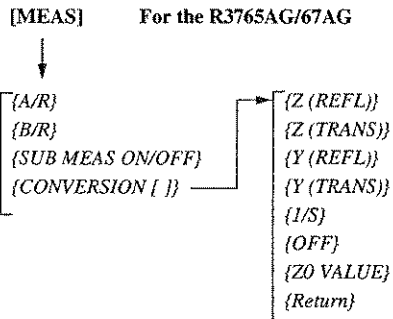 [MEAS] For the R3765AG/67AG
{A/R}
{B/R}
{SUB MEAS ON/OFF}
{CONVERSION [ ]}
{Z (REFL)}
{Z (TRANS)}
{Y (REFL)}
{Y (TRANS)}
{1/S}
{OFF}
{Z0 VALUE}
{Return}